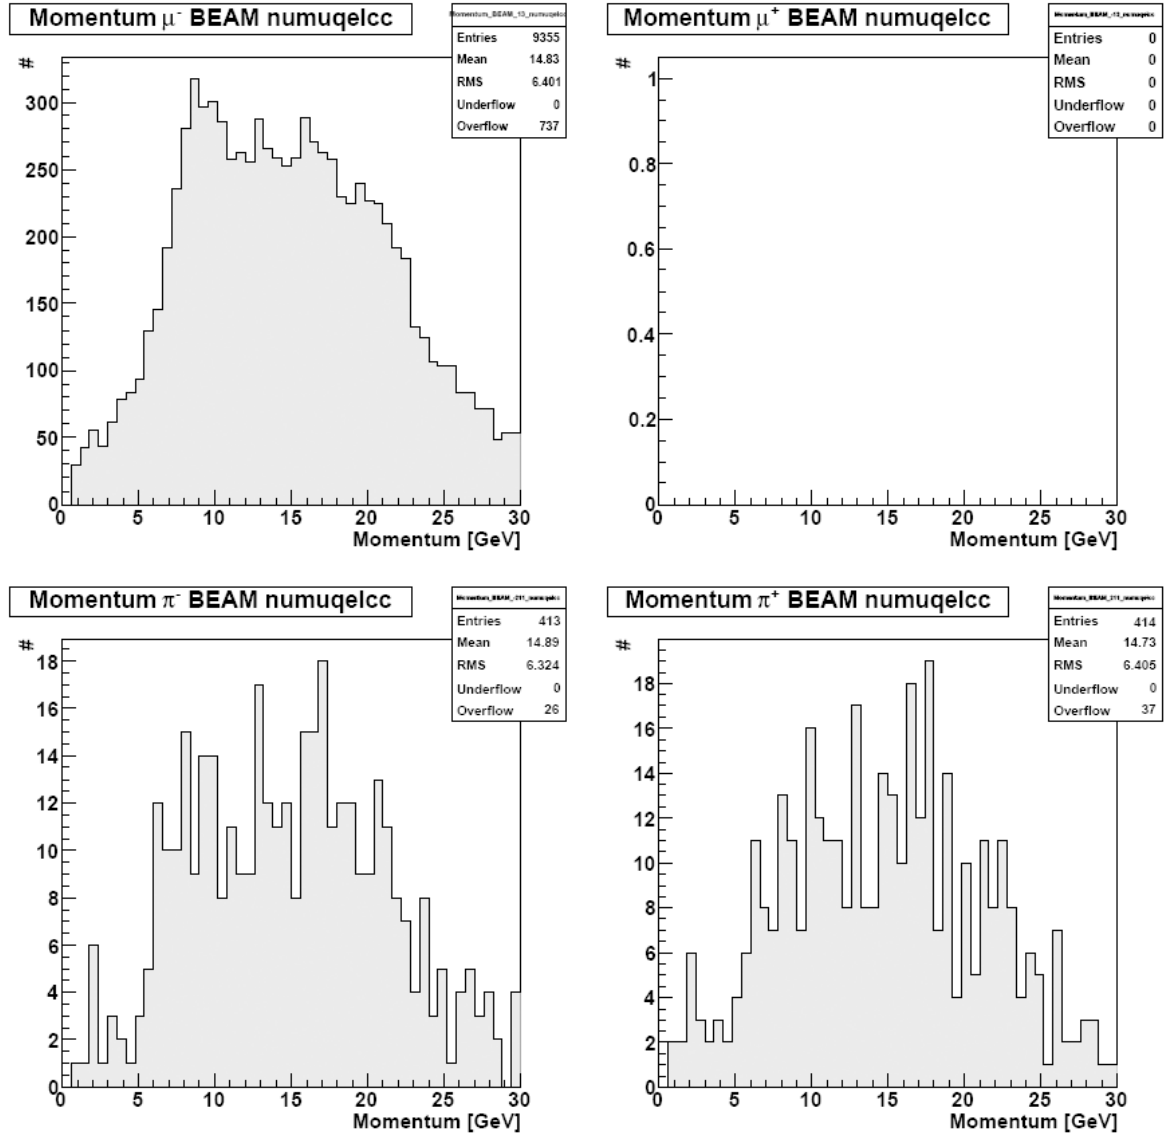 Momentum μ- BEAM numuqelcc
Momentum_BEAM_13_numuqelcc
Entries 9355
Mean 14.83
RMS 6.401
Underflow 0
Overflow 737
#
300
250
200
150
100
50
0
0 5 10 15 20 25 30
Momentum [GeV]
Momentum μ+ BEAM numuqelcc
Momentum_BEAM_-13_numuqelcc
Entries 0
Mean 0
RMS 0
Underflow 0
Overflow 0
#
1
0.8
0.6
0.4
0.2
0
0 5 10 15 20 25 30
Momentum [GeV]
Momentum π- BEAM numuqelcc
Momentum_BEAM_-211_numuqelcc
Entries 413
Mean 14.89
RMS 6.324
Underflow 0
Overflow 26
#
18
16
14
12
10
8
6
4
2
0
0 5 10 15 20 25 30
Momentum [GeV]
Momentum π+ BEAM numuqelcc
Momentum_BEAM_211_numuqelcc
Entries 414
Mean 14.73
RMS 6.405
Underflow 0
Overflow 37
#
18
16
14
12
10
8
6
4
2
0
0 5 10 15 20 25 30
Momentum [GeV]